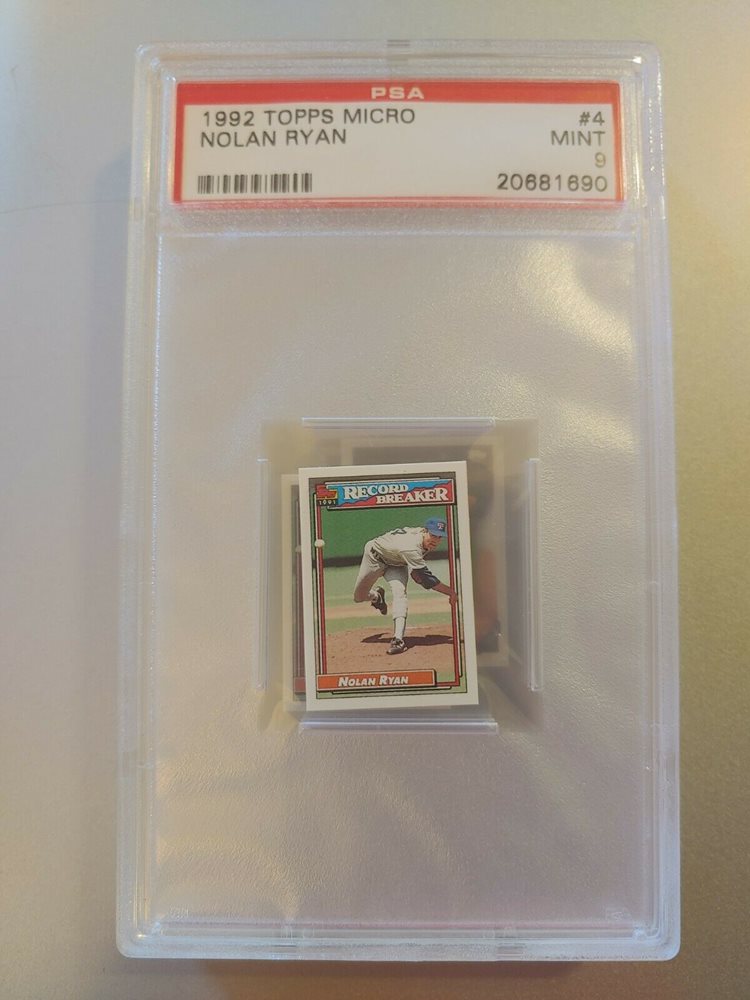 PSA
1992 TOPPS MICRO #4
NOLAN RYAN MINT
9
20681690
1991
RECORD
BREAKER
NOLAN RYAN